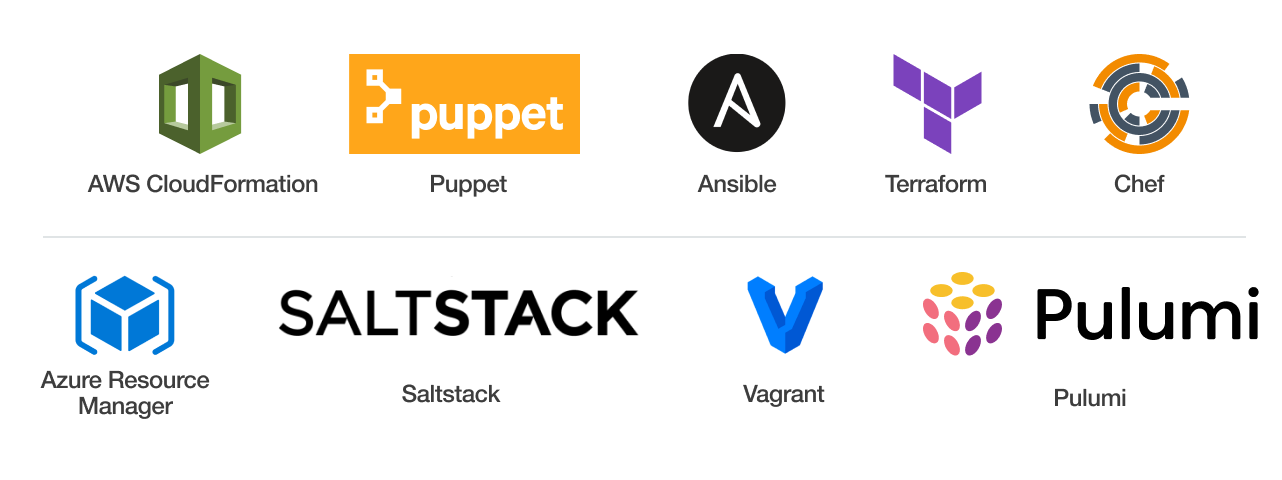 puppet
AWS CloudFormation
Puppet
Ansible
Terraform
Chef
SALTSTACK
Pulumi
Azure Resource
Manager
Saltstack
Vagrant
Pulumi